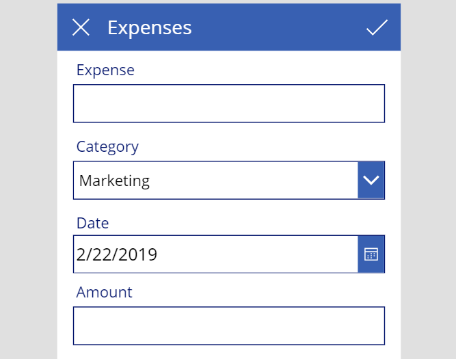 Expenses
Expense
Category
Marketing
Date
2/22/2019
Amount